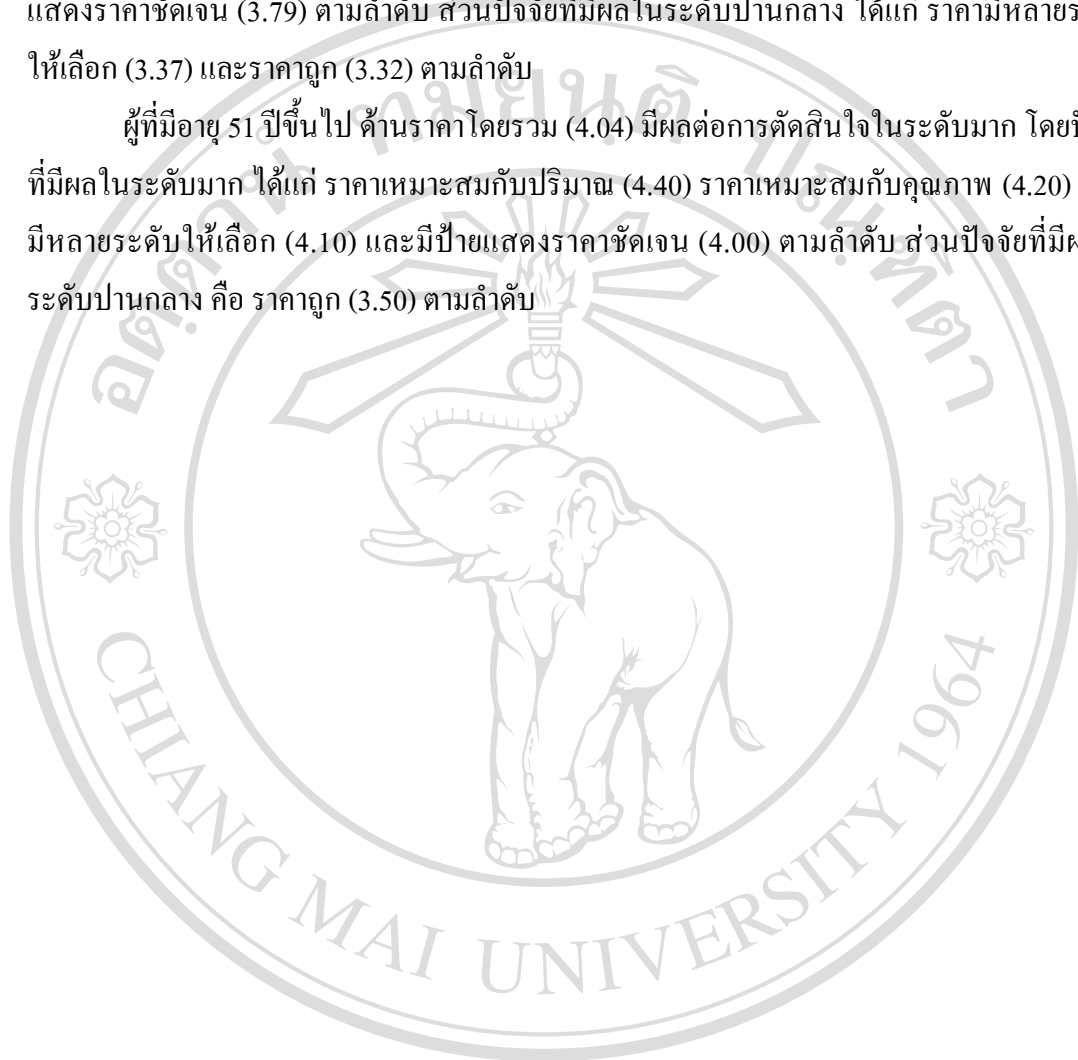 แสดงราคาชัดเจน (3.79) ตามลำดับ ส่วนปัจจัยที่มีผลในระดับปานกลาง ได้แก่ ราคามีหลายร
ให้เลือก (3.37) และราคาถูก (3.32) ตามลำดับ
ผู้ที่มีอายุ 51 ปีขึ้นไป ด้านราคาโดยรวม (4.04) มีผลต่อการตัดสินใจในระดับมาก โดย
ที่มีผลในระดับมาก ได้แก่ ราคาเหมาะสมกับปริมาณ (4.40) ราคาเหมาะสมกับคุณภาพ (4.20)
มีหลายระดับให้เลือก (4.10) และมีป้ายแสดงราคาชัดเจน (4.00) ตามลำดับ ส่วนปัจจัยที่มี
ระดับปานกลาง คือ ราคาถูก (3.50) ตามลำดับ
อตฺตานํ ทมยนฺติ ปณฺฑิตา
CHIANG MAI UNIVERSITY 1964